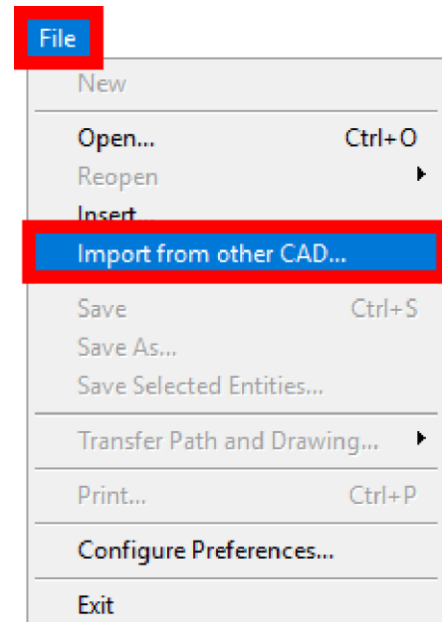 File
New
Open... Ctrl+O
Reopen
Insert...
Import from other CAD...
Save Ctrl+S
Save As...
Save Selected Entities...
Transfer Path and Drawing...
Print... Ctrl+P
Configure Preferences...
Exit